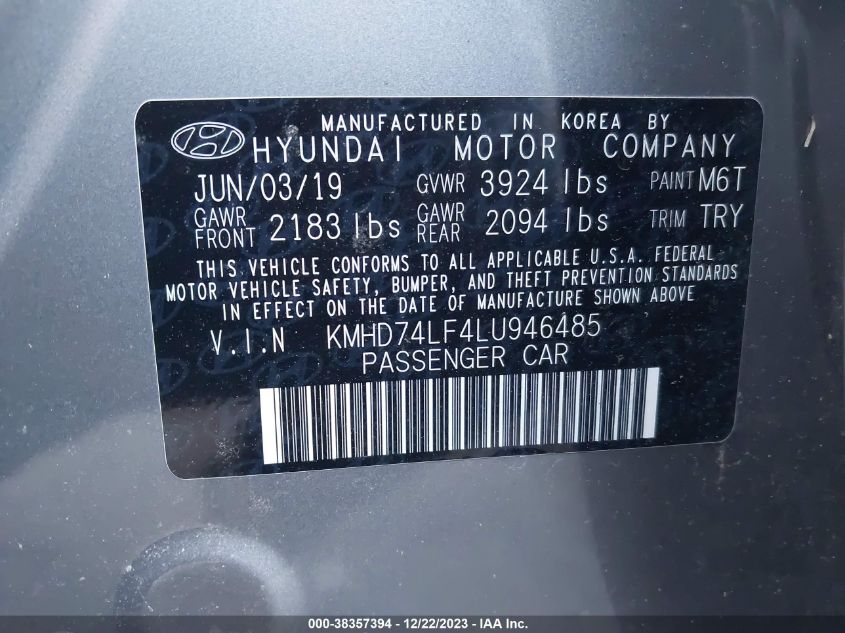 MANUFACTURED IN KOREA BY
HYUNDAI MOTOR COMPANY
JUN/03/19 GVWR 3924 lbs PAINT M6T
GAWR FRONT 2183 lbs GAWR REAR 2094 lbs TRIM TRY
THIS VEHICLE CONFORMS TO ALL APPLICABLE U.S.A. FEDERAL
MOTOR VEHICLE SAFETY, BUMPER, AND THEFT PREVENTION STANDARDS
IN EFFECT ON THE DATE OF MANUFACTURE SHOWN ABOVE
V.I.N KMHD74LF4LU946485
PASSENGER CAR
000-38357394 - 12/22/2023 - IAA Inc.